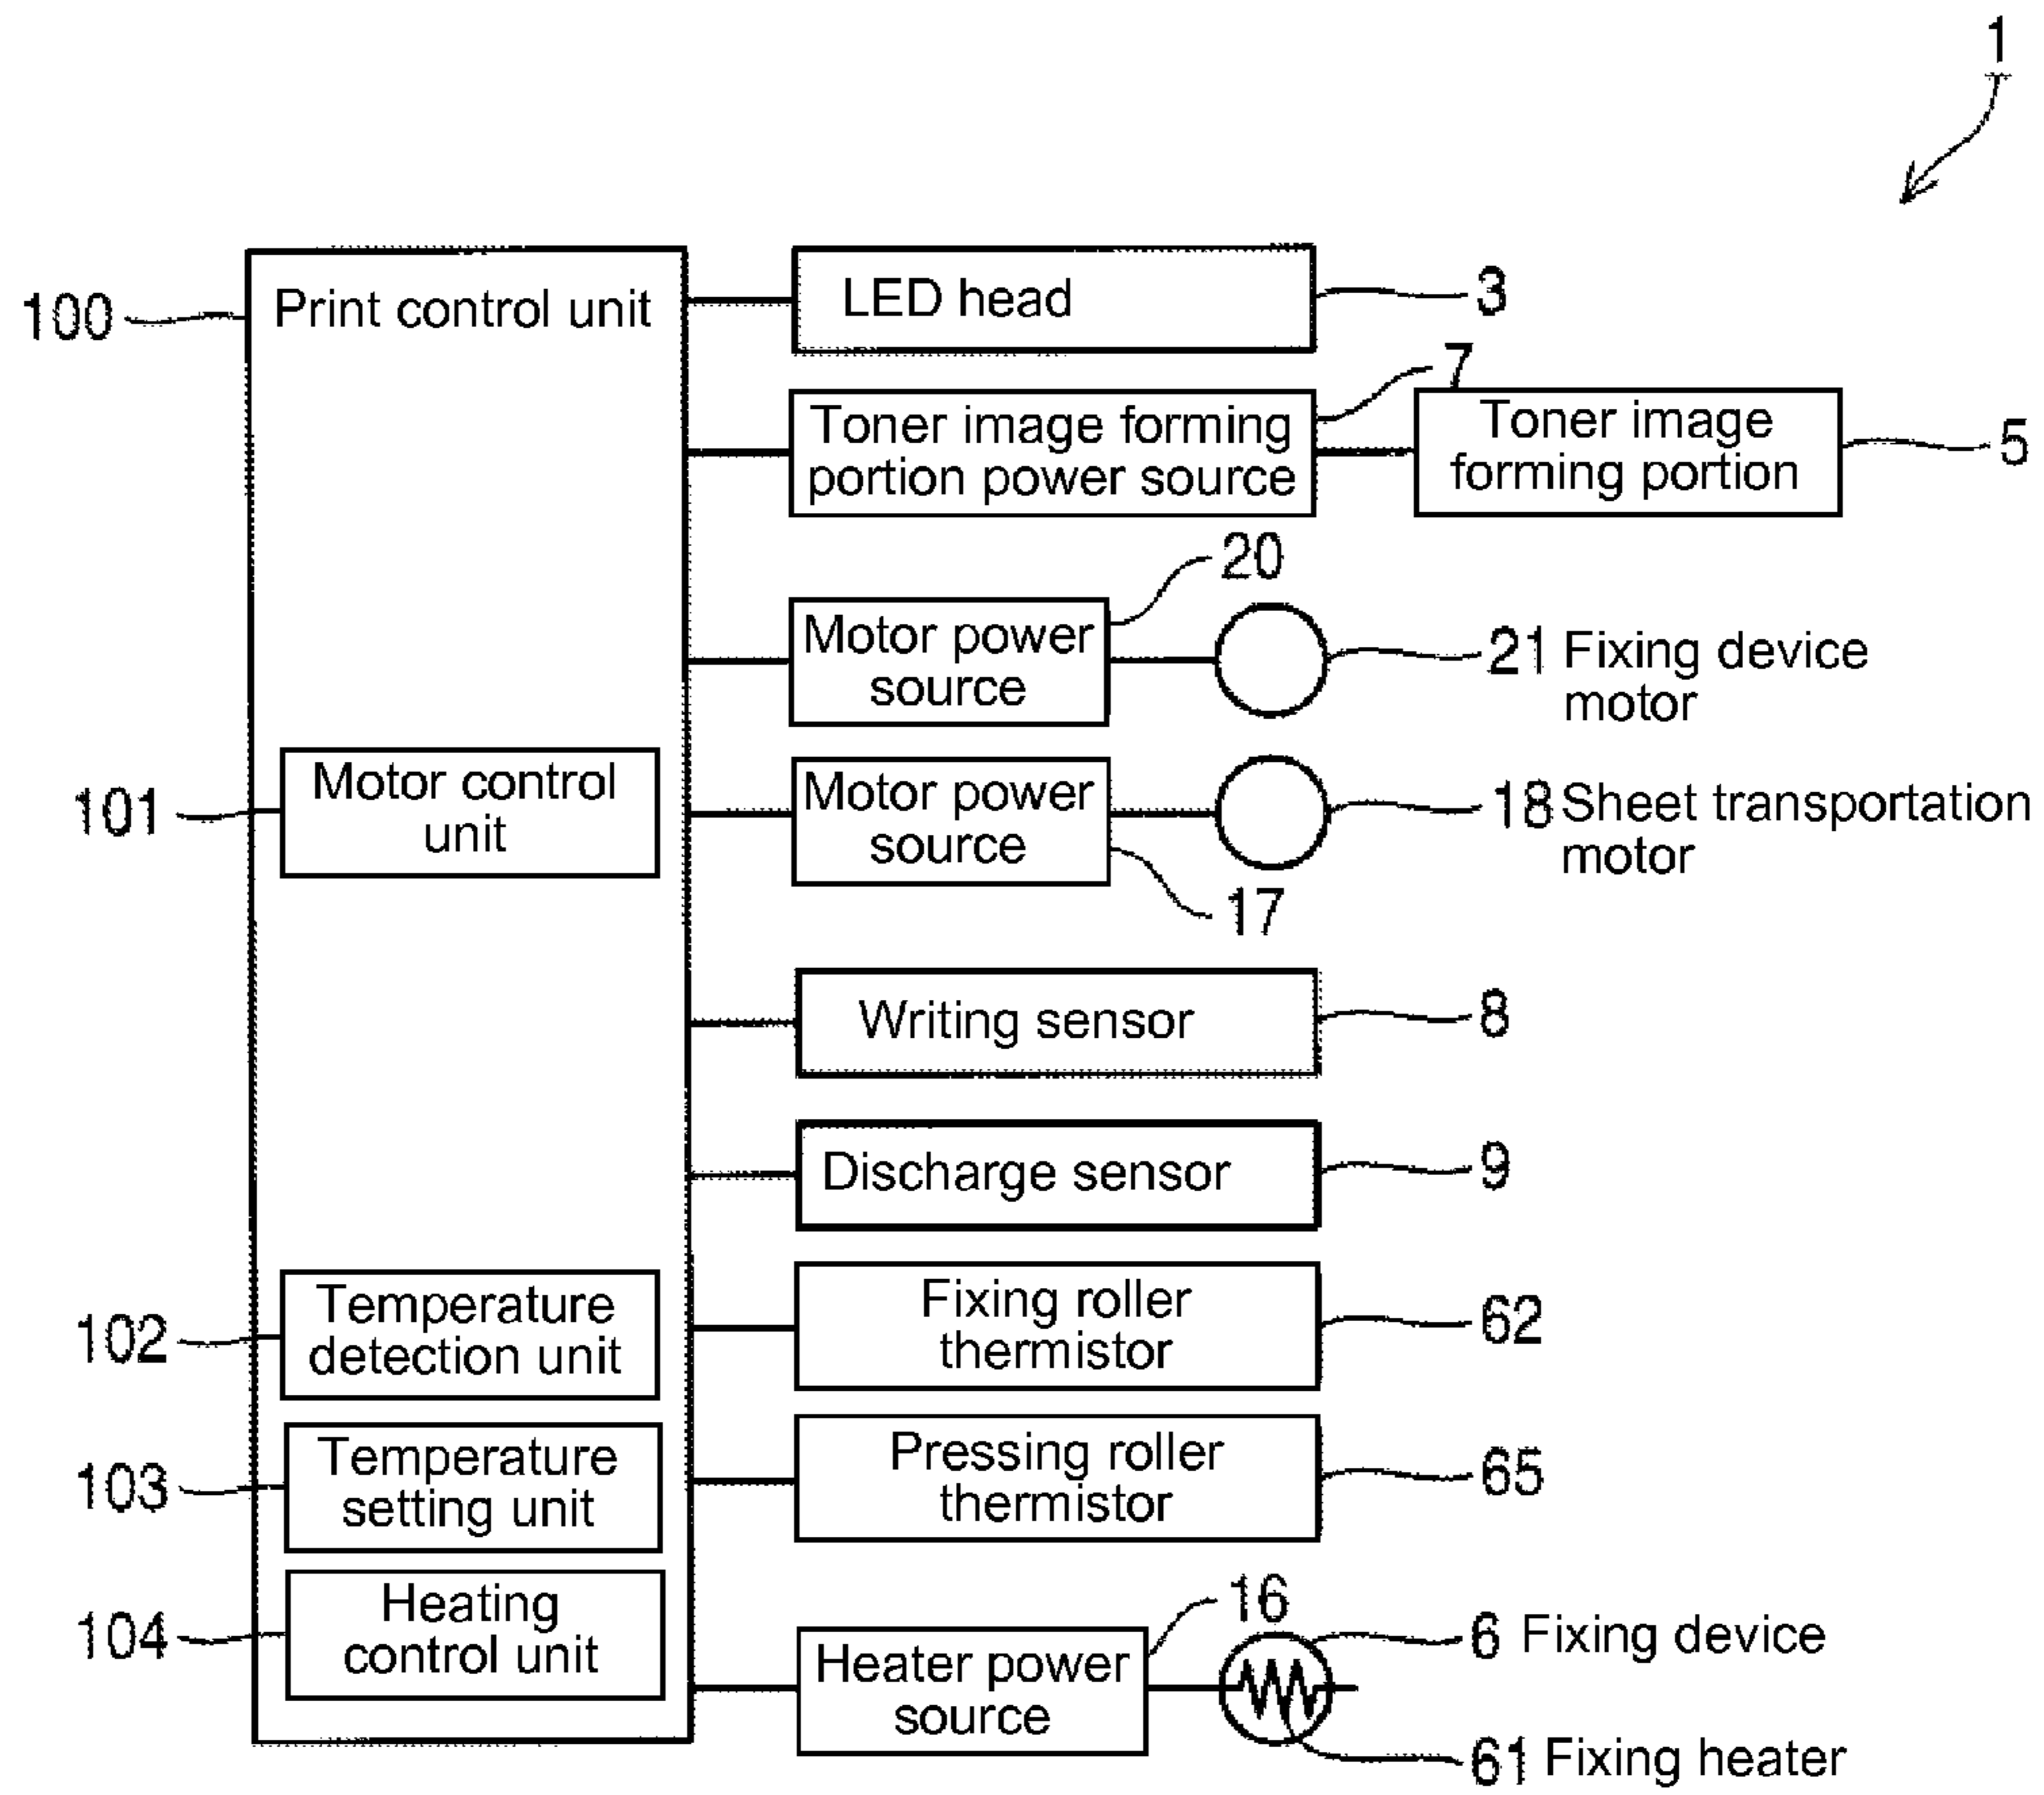 1
100
Print control unit
LED head
3
7
Toner image forming
portion power source
Toner image
forming portion
5
20
Motor power
source
21 Fixing device
motor
101
Motor control
unit
Motor power
source
18 Sheet transportation
motor
17
Writing sensor
8
Discharge sensor
9
102
Temperature
detection unit
Fixing roller
thermistor
62
103
Temperature
setting unit
Pressing roller
thermistor
65
104
Heating
control unit
16
Heater power
source
6 Fixing device
61 Fixing heater